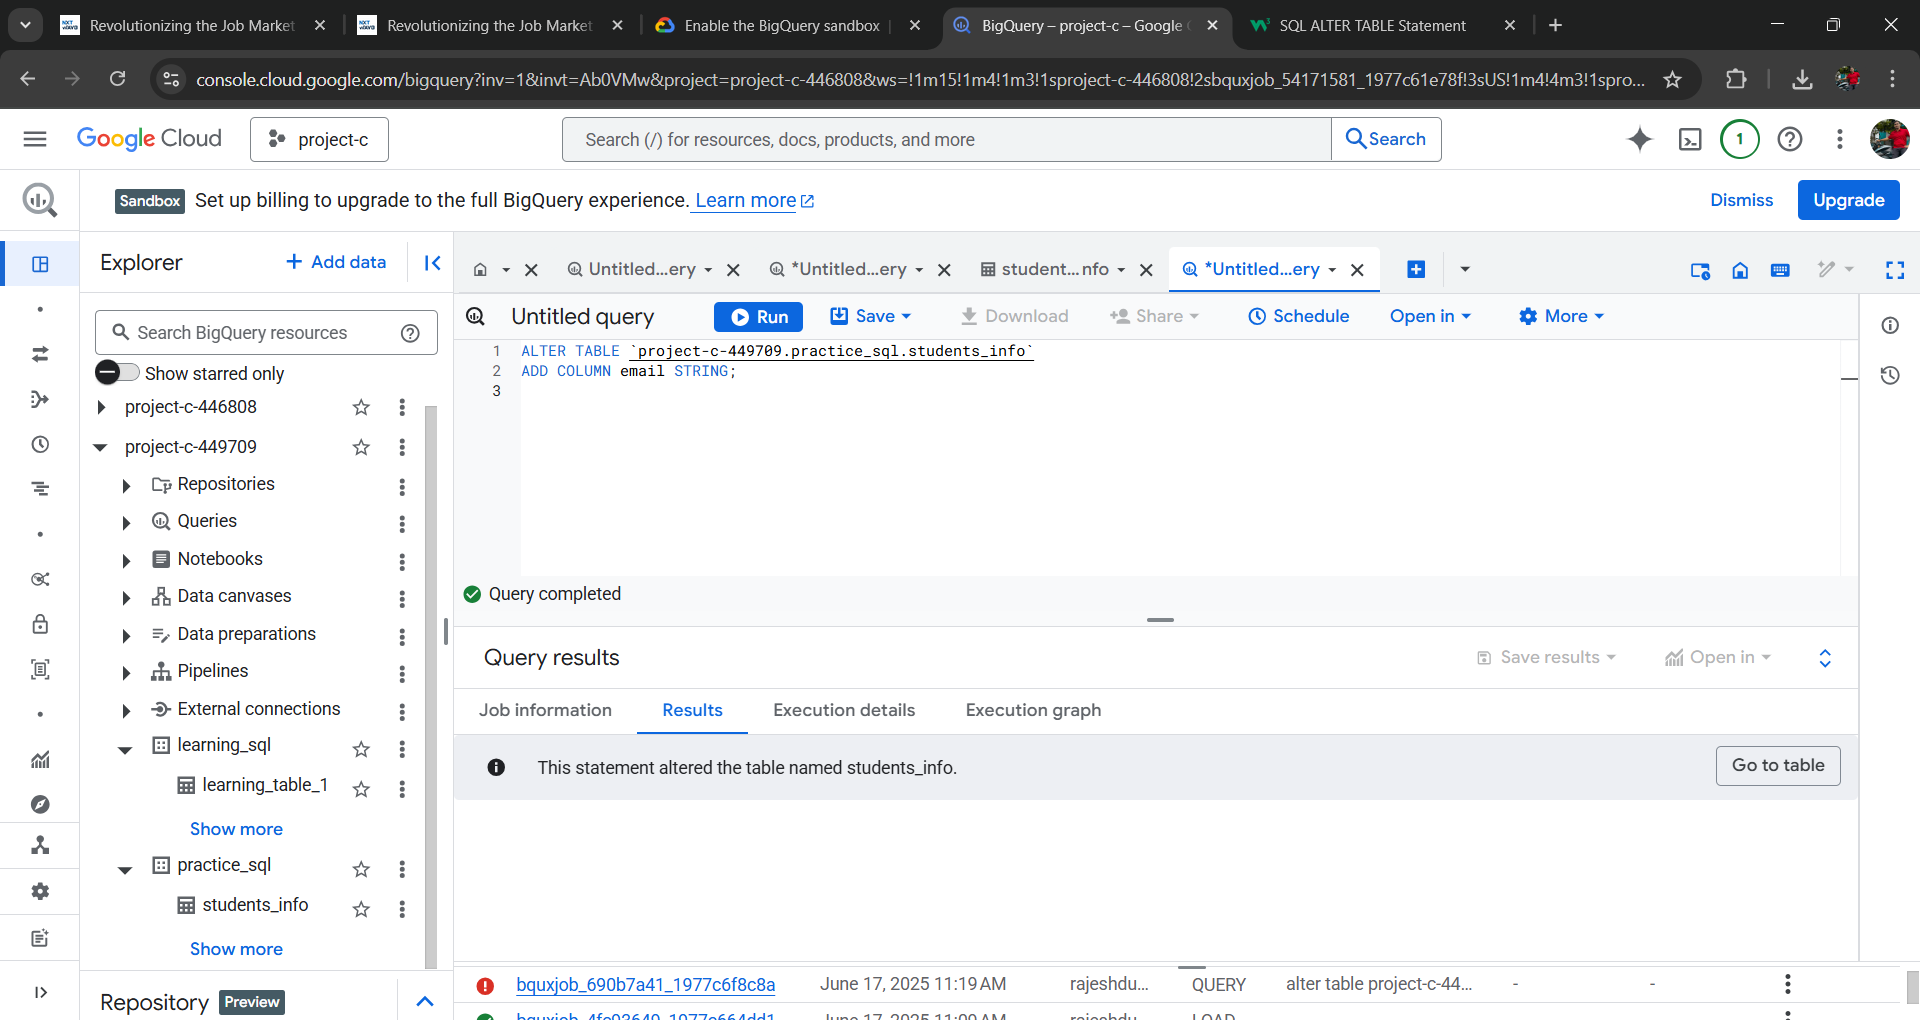 Revolutionizing the Job Market
Revolutionizing the Job Market
Enable the BigQuery sandbox
BigQuery – project-c – Google
SQL ALTER TABLE Statement
console.cloud.google.com/bigquery?inv=1&invt=Ab0VMw&project=project-c-446808&ws=!1m15!1m4!1m3!1sproject-c-446808!2sbquxjob_54171581_1977c61e78f!3sUS!1m4!4m3!1spro...
Google Cloud
project-c
Search (/) for resources, docs, products, and more
Search
1
Sandbox Set up billing to upgrade to the full BigQuery experience. Learn more
Dismiss
Upgrade
Explorer
+ Add data
Untitled...ery
*Untitled...ery
student...nfo
*Untitled...ery
Search BigQuery resources
Show starred only
project-c-446808
project-c-449709
Repositories
Queries
Notebooks
Data canvases
Data preparations
Pipelines
External connections
learning_sql
learning_table_1
Show more
practice_sql
students_info
Show more
Repository Preview
Untitled query
Run
Save
Download
Share
Schedule
Open in
More
1 ALTER TABLE `project-c-449709.practice_sql.students_info`
2 ADD COLUMN email STRING;
3
Query completed
Query results
Save results
Open in
Job information
Results
Execution details
Execution graph
This statement altered the table named students_info.
Go to table
bquxjob_690b7a41_1977c6f8c8a June 17, 2025 11:19 AM rajeshdu... QUERY alter table project-c-44... - -